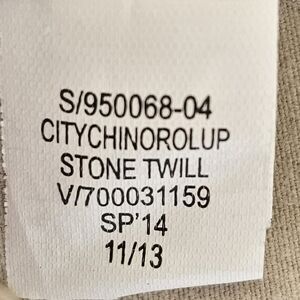 S/950068-04
CITYCHINOROLUP
STONE TWILL
V/700031159
SP'14
11/13